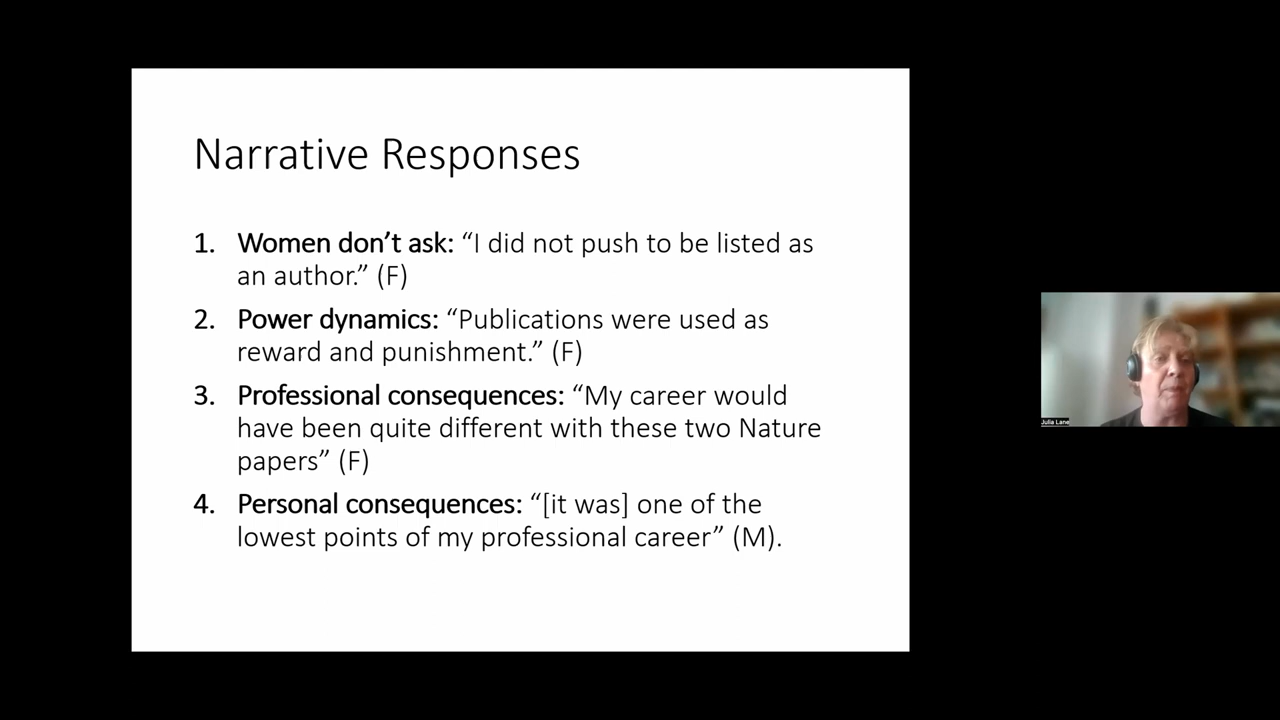 Narrative Responses
1. Women don’t ask: “I did not push to be listed as
an author.” (F)
2. Power dynamics: “Publications were used as
reward and punishment.” (F)
3. Professional consequences: “My career would
have been quite different with these two Nature
papers” (F)
4. Personal consequences: “[it was] one of the
lowest points of my professional career” (M).
Julia Lane